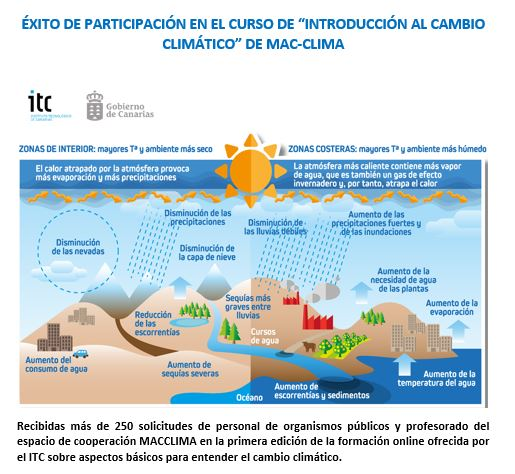 ÉXITO DE PARTICIPACIÓN EN EL CURSO DE “INTRODUCCIÓN AL CAMBIO
CLIMÁTICO” DE MAC-CLIMA
itc
INSTITUTO TECNOLÓGICO
DE CANARIAS
Gobierno
de Canarias
ZONAS DE INTERIOR: mayores Tª y ambiente más seco
ZONAS COSTERAS: mayores Tª y ambiente más húmedo
El calor atrapado por la atmósfera provoca
más evaporación y más precipitaciones
La atmósfera más caliente contiene más vapor
de agua, que es también un gas de efecto
invernadero y, por tanto, atrapa el calor
Disminución
de las nevadas
Disminución de las
precipitaciones
Disminución de
la capa de nieve
Disminución de
las lluvias débiles
Aumento de las
precipitaciones fuertes y
de las inundaciones
Aumento de la
necesidad de agua
de las plantas
Aumento de la
evaporación
Reducción
de las
escorrentías
Sequías más
graves entre
lluvias
Cursos
de agua
Aumento del
consumo de agua
Aumento de
sequías severas
Océano
Aumento de
escorrentías y sedimentos
Aumento de la
temperatura del agua
Recibidas más de 250 solicitudes de personal de organismos públicos y profesorado del
espacio de cooperación MACCLIMA en la primera edición de la formación online ofrecida por
el ITC sobre aspectos básicos para entender el cambio climático.